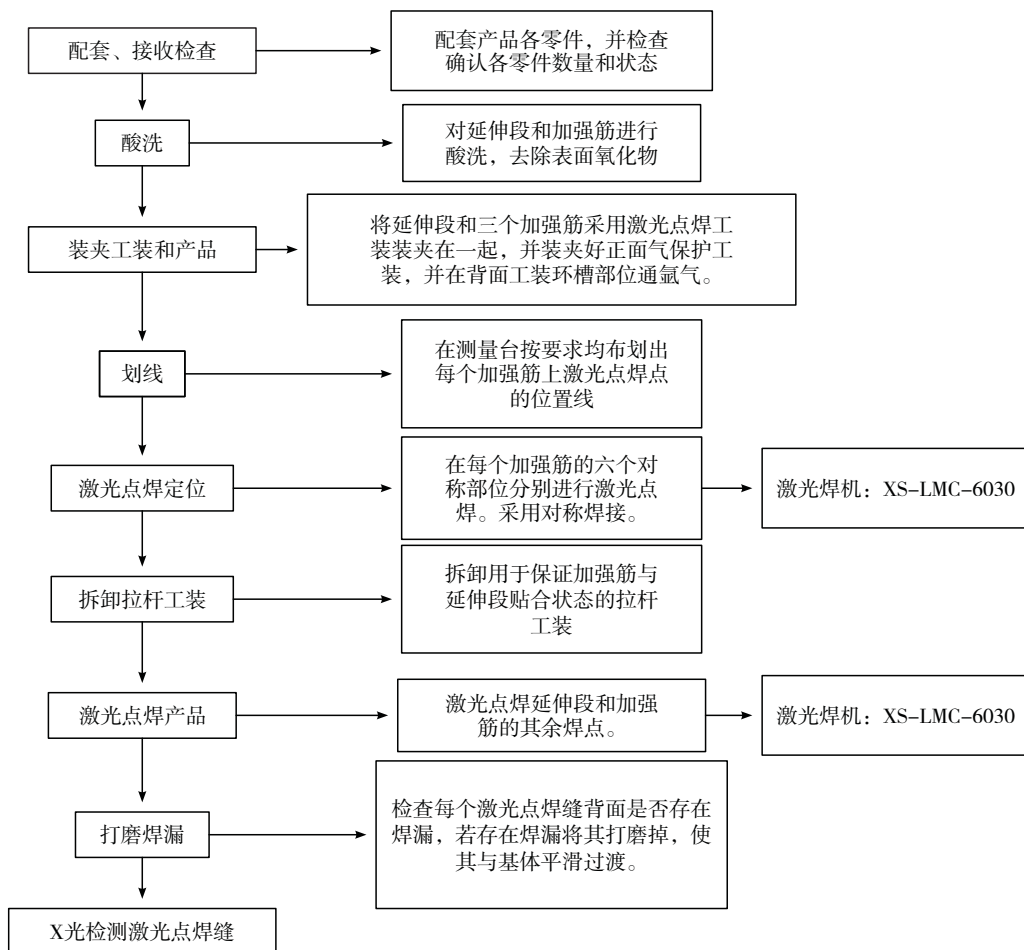 配套、接收检查
配套产品各零件，并检查
确认各零件数量和状态
酸洗
对延伸段和加强筋进行
酸洗，去除表面氧化物
装夹工装和产品
将延伸段和三个加强筋采用激光点焊工
装装夹在一起，并装夹好正面气保护工
装，并在背面工装环槽部位通氩气。
划线
在测量台按要求均布划出
每个加强筋上激光点焊点
的位置线
激光点焊定位
在每个加强筋的六个对
称部位分别进行激光点
焊。采用对称焊接。
激光焊机：XS-LMC-6030
拆卸拉杆工装
拆卸用于保证加强筋与
延伸段贴合状态的拉杆
工装
激光点焊产品
激光点焊延伸段和加强
筋的其余焊点。
激光焊机：XS-LMC-6030
打磨焊漏
检查每个激光点焊缝背面是否存在
焊漏，若存在焊漏将其打磨掉，使
其与基体平滑过渡。
X光检测激光点焊缝